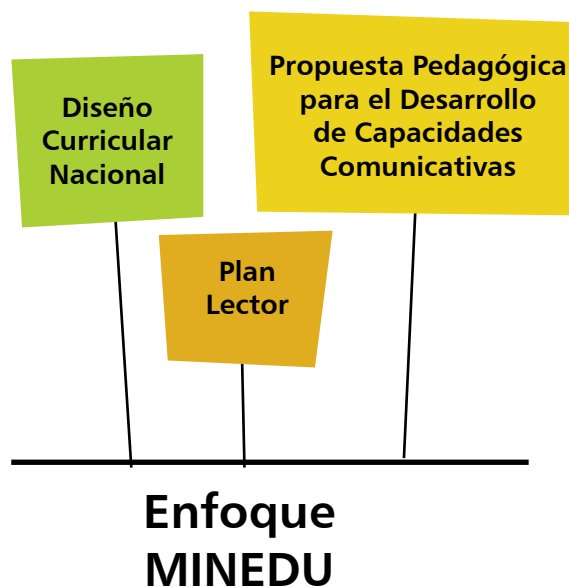 Diseño
Curricular
Nacional
Propuesta Pedagógica
para el Desarrollo
de Capacidades
Comunicativas
Plan
Lector
Enfoque
MINEDU